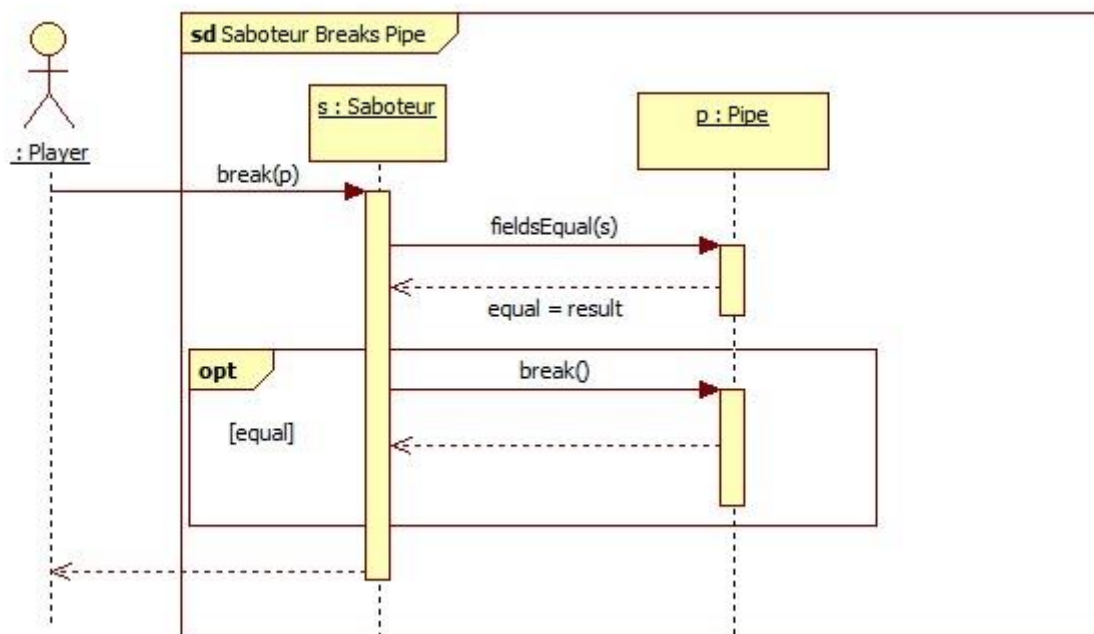 sd Saboteur Breaks Pipe
: Player
s : Saboteur
p : Pipe
break(p)
fieldsEqual(s)
equal = result
opt
break()
[equal]